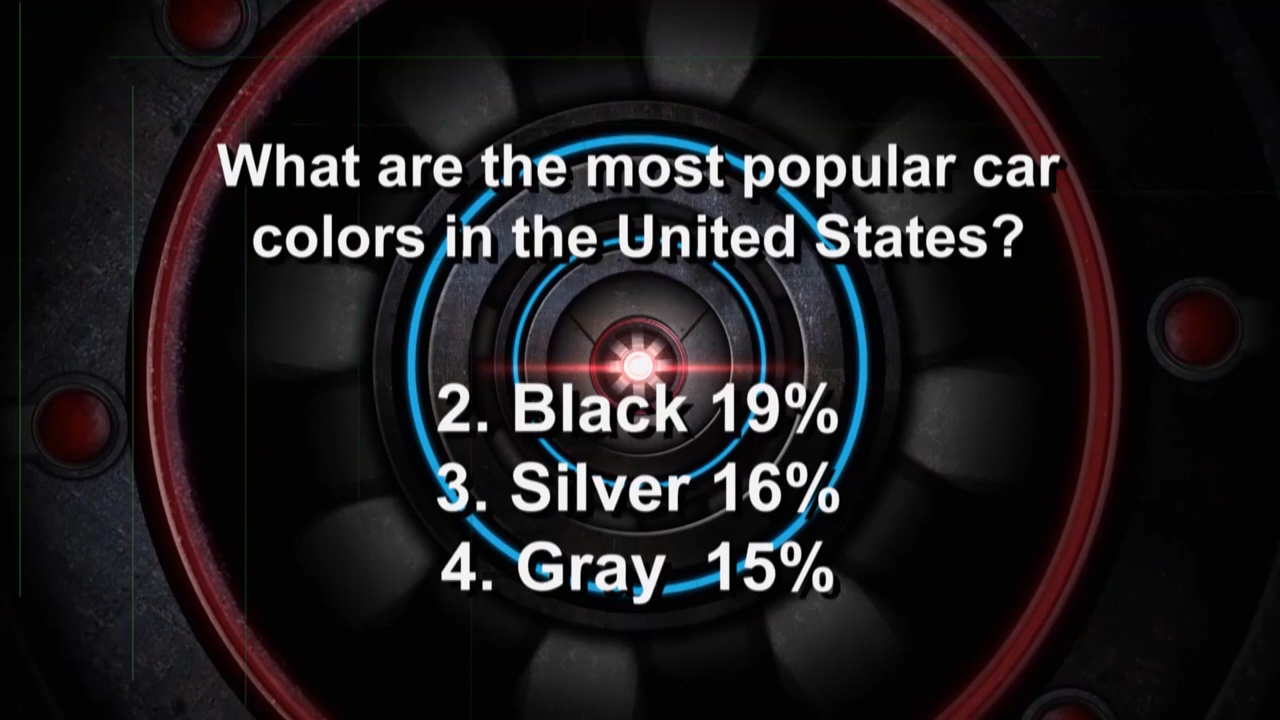 What are the most popular car
colors in the United States?
2. Black 19%
3. Silver 16%
4. Gray 15%